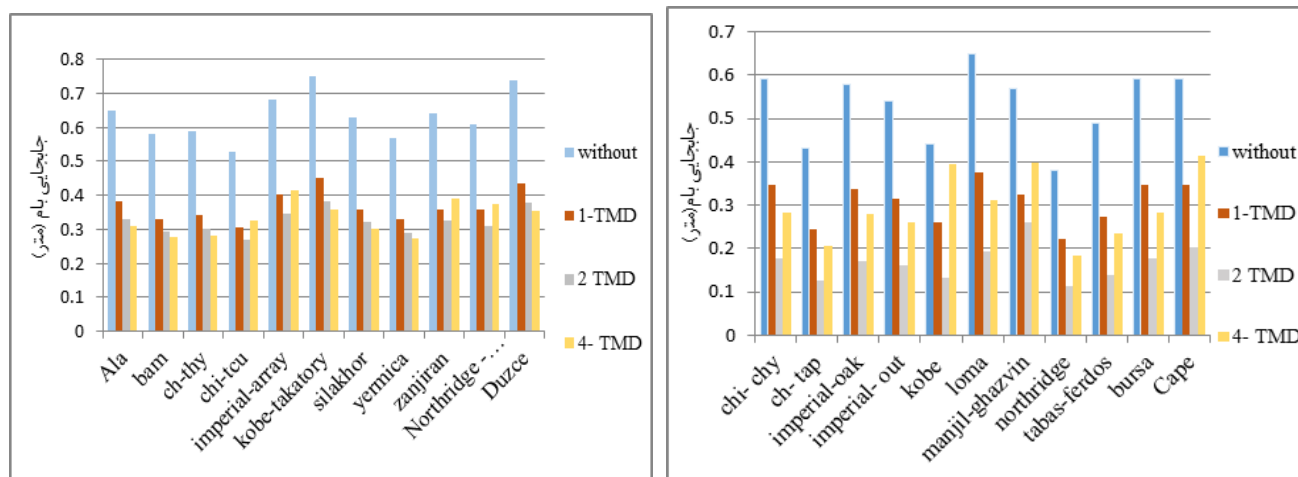 0.8
0.7
0.6
0.5
0.4
0.3
0.2
0.1
0
جابجایی بام (متر)
Ala
bam
ch-thy
chi-tcu
imperial-array
kobe-takatory
silakhor
yermica
zanjiran
Northridge -...
Duzce
without
1-TMD
2 TMD
4- TMD
0.7
0.6
0.5
0.4
0.3
0.2
0.1
0
جابجایی بام(متر)
chi- chy
ch- tap
imperial-oak
imperial- out
kobe
loma
manjil-ghazvin
northridge
tabas-ferdos
bursa
Cape
without
1-TMD
2 TMD
4- TMD